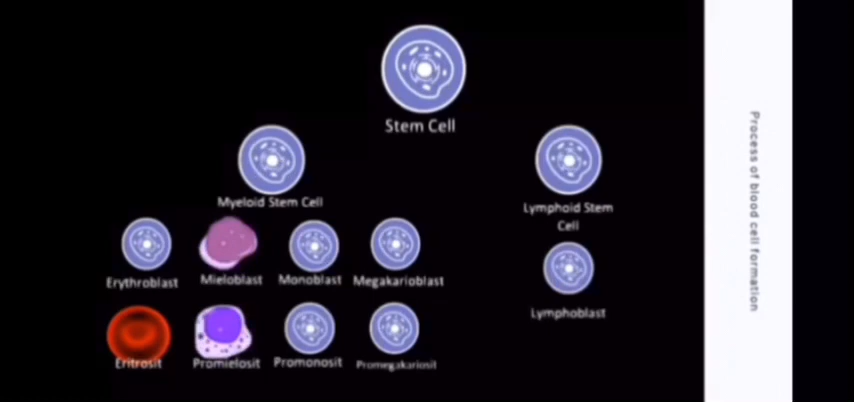 Stem Cell
Myeloid Stem Cell
Lymphoid Stem
Cell
Erythroblast
Mieloblast
Monoblast
Megakarioblast
Lymphoblast
Eritrosit
Promielosit
Promonosit
Promegakariosit
Process of blood cell formation